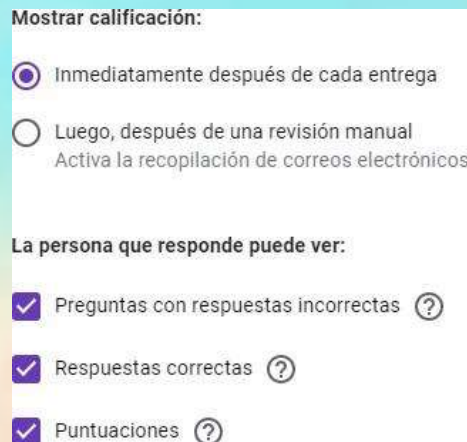 Mostrar calificación:
Inmediatamente después de cada entrega
Luego, después de una revisión manual
Activa la recopilación de correos electrónicos
La persona que responde puede ver:
Preguntas con respuestas incorrectas
Respuestas correctas
Puntuaciones